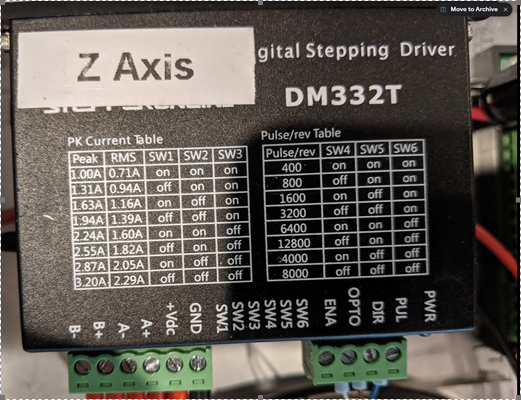 Move to Archive
Z Axis
gital Stepping Driver
DM332T
PK Current Table
Peak RMS SW1 SW2 SW3
1.00A 0.71A on on on
1.31A 0.94A off on on
1.63A 1.16A on off on
1.94A 1.39A off off on
2.24A 1.60A on on off
2.55A 1.82A off on off
2.87A 2.05A on off off
3.20A 2.29A off off off
Pulse/rev Table
Pulse/rev SW4 SW5 SW6
400 on on on
800 off on on
1600 on off on
3200 off off on
6400 on on off
12800 off on off
4000 on off off
8000 off off off
B-
B+
A-
A+
+Vdc
GND
SW1
SW2
SW3
SW4
SW5
SW6
ENA
OPTO
DIR
PUL
PWR